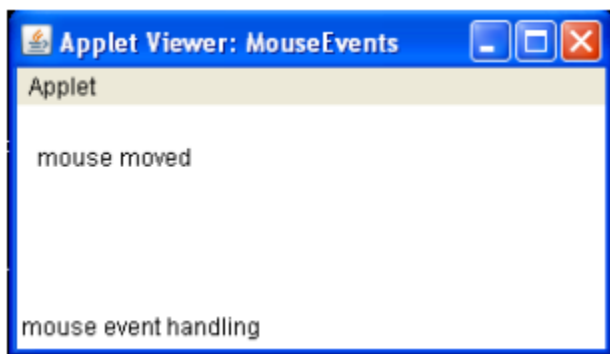 Applet Viewer: MouseEvents
Applet
mouse moved
mouse event handling